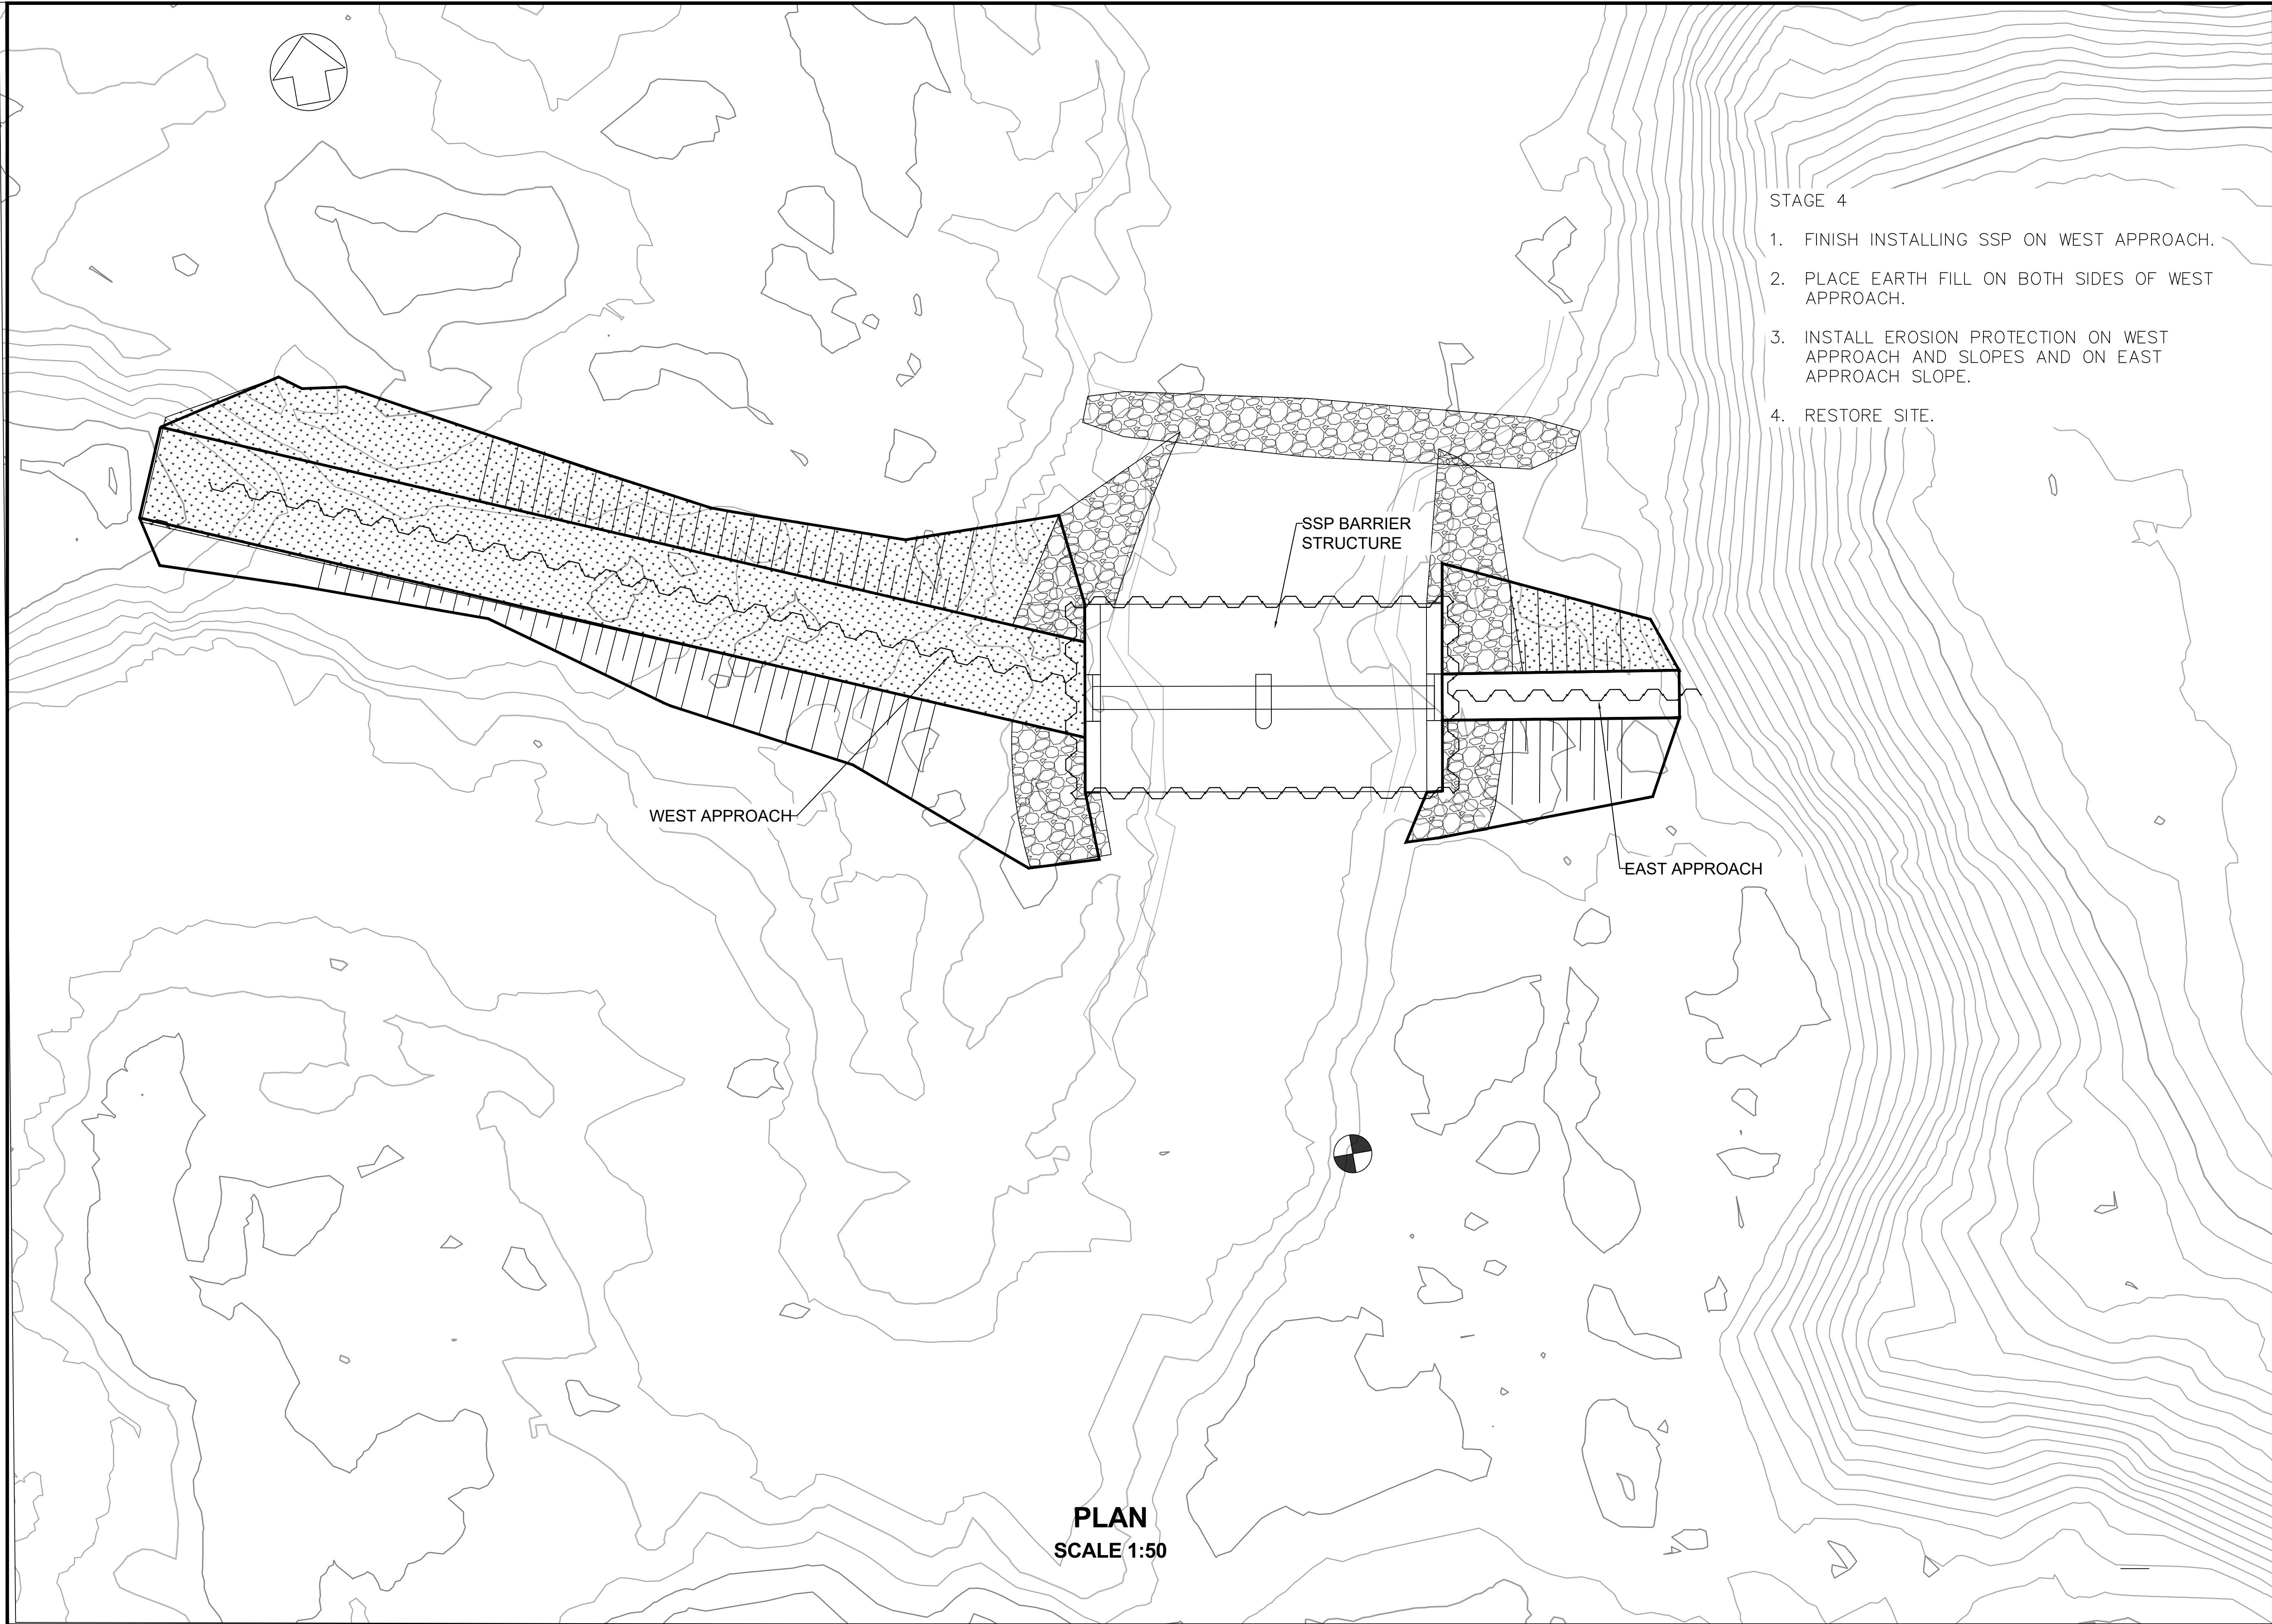 STAGE 4
1. FINISH INSTALLING SSP ON WEST APPROACH.
2. PLACE EARTH FILL ON BOTH SIDES OF WEST
APPROACH.
3. INSTALL EROSION PROTECTION ON WEST
APPROACH AND SLOPES AND ON EAST
APPROACH SLOPE.
4. RESTORE SITE.
SSP BARRIER
STRUCTURE
WEST APPROACH
EAST APPROACH
PLAN
SCALE 1:50